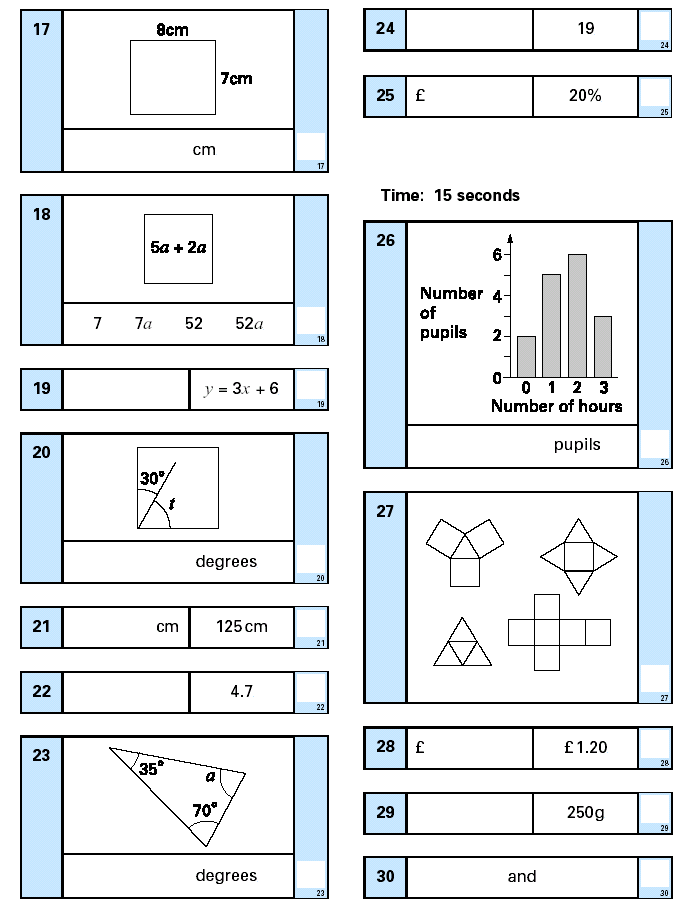 17
8cm
7cm
cm
17
18
5a + 2a
7 7a 52 52a
18
19
y = 3x + 6
19
20
30°
t
degrees
20
21
cm
125 cm
21
22
4.7
22
23
35°
a
70°
degrees
23
24
19
24
25
£
20%
25
Time: 15 seconds
26
Number
of
pupils
6
4
2
0
0 1 2 3
Number of hours
pupils
26
27
27
28
£
£1.20
28
29
250g
29
30
and
30